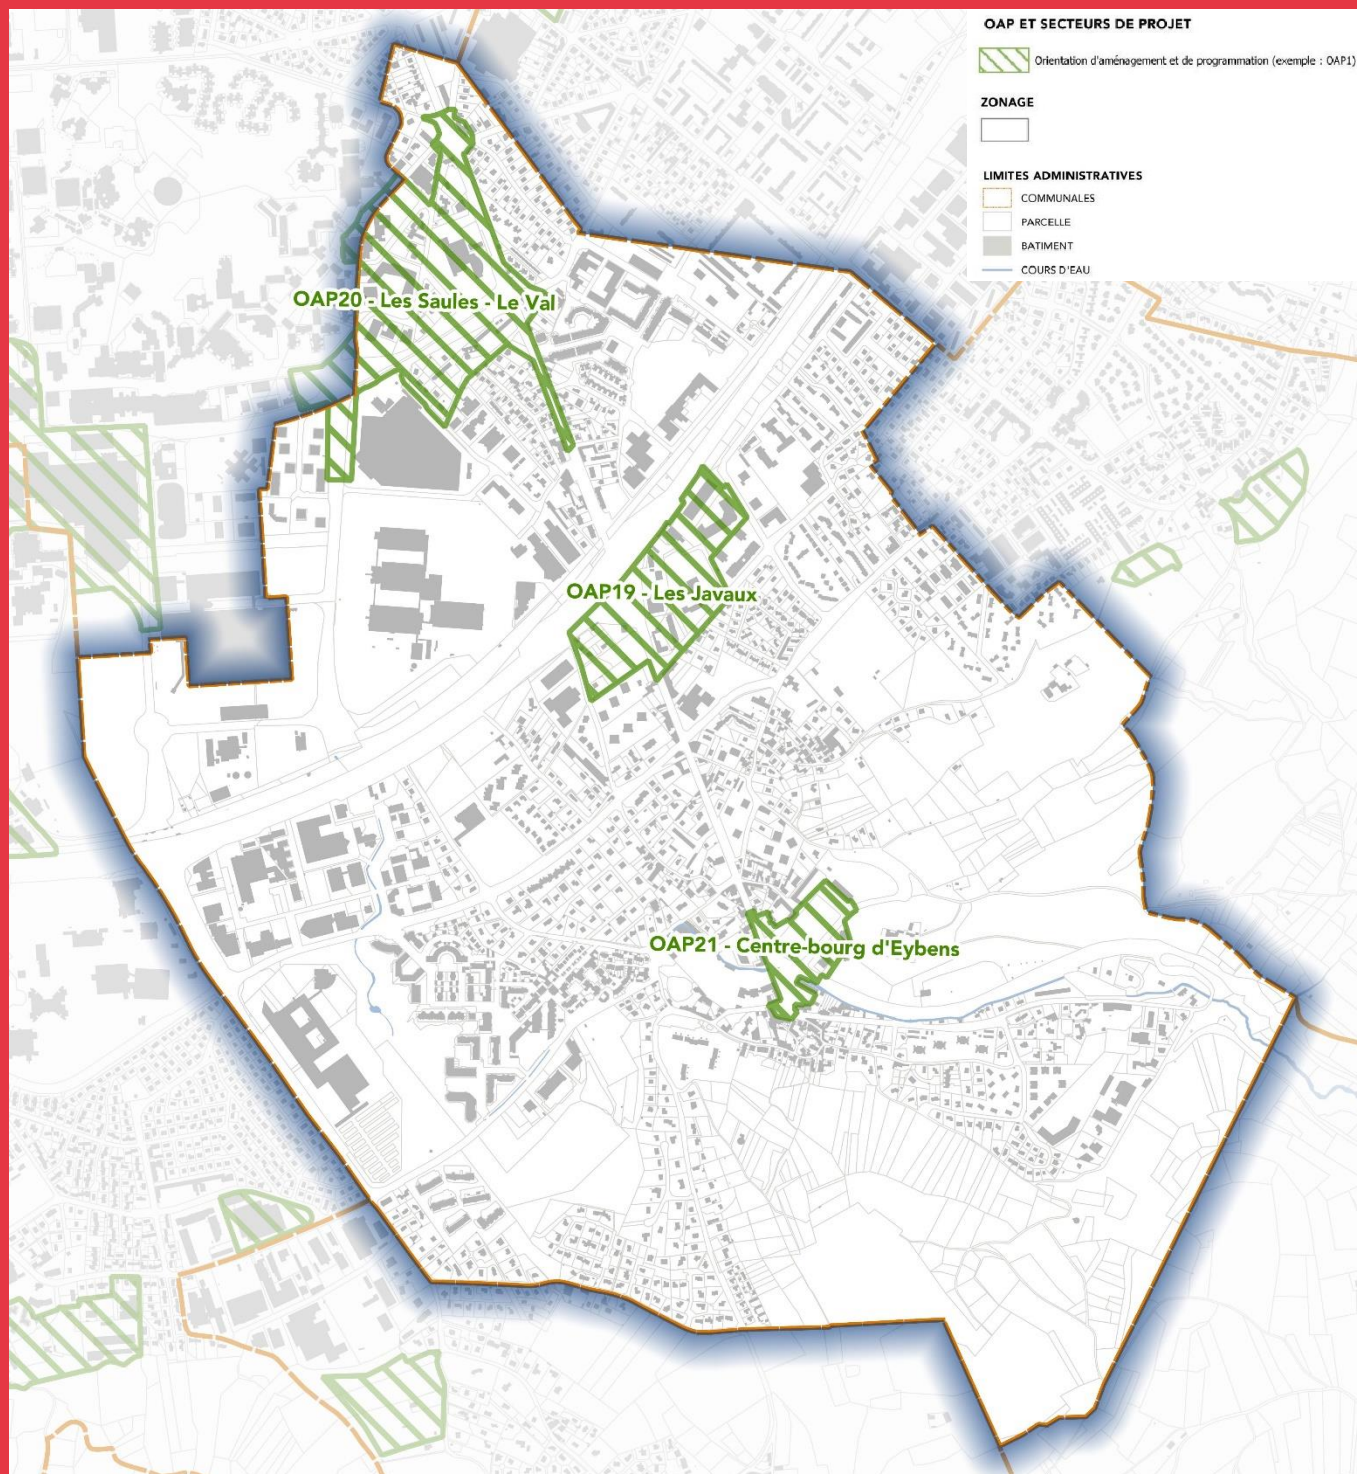 OAP ET SECTEURS DE PROJET
Orientation d'aménagement et de programmation (exemple : OAP1)
ZONAGE
LIMITES ADMINISTRATIVES
COMMUNALES
PARCELLE
BATIMENT
COURS D'EAU
OAP20 - Les Saules - Le Val
OAP19 - Les Javaux
OAP21 - Centre-bourg d'Eybens